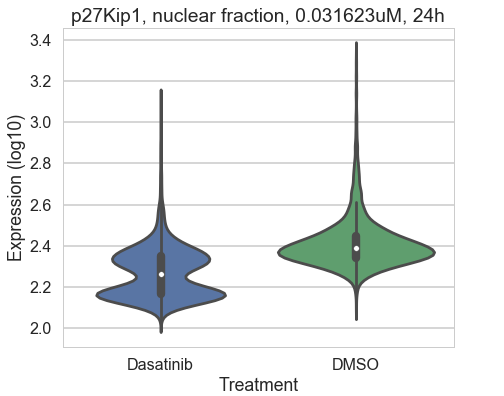 p27Kip1, nuclear fraction, 0.031623uM, 24h
3.4
3.2
3.0
2.8
2.6
2.4
2.2
2.0
Expression (log10)
Dasatinib
DMSO
Treatment